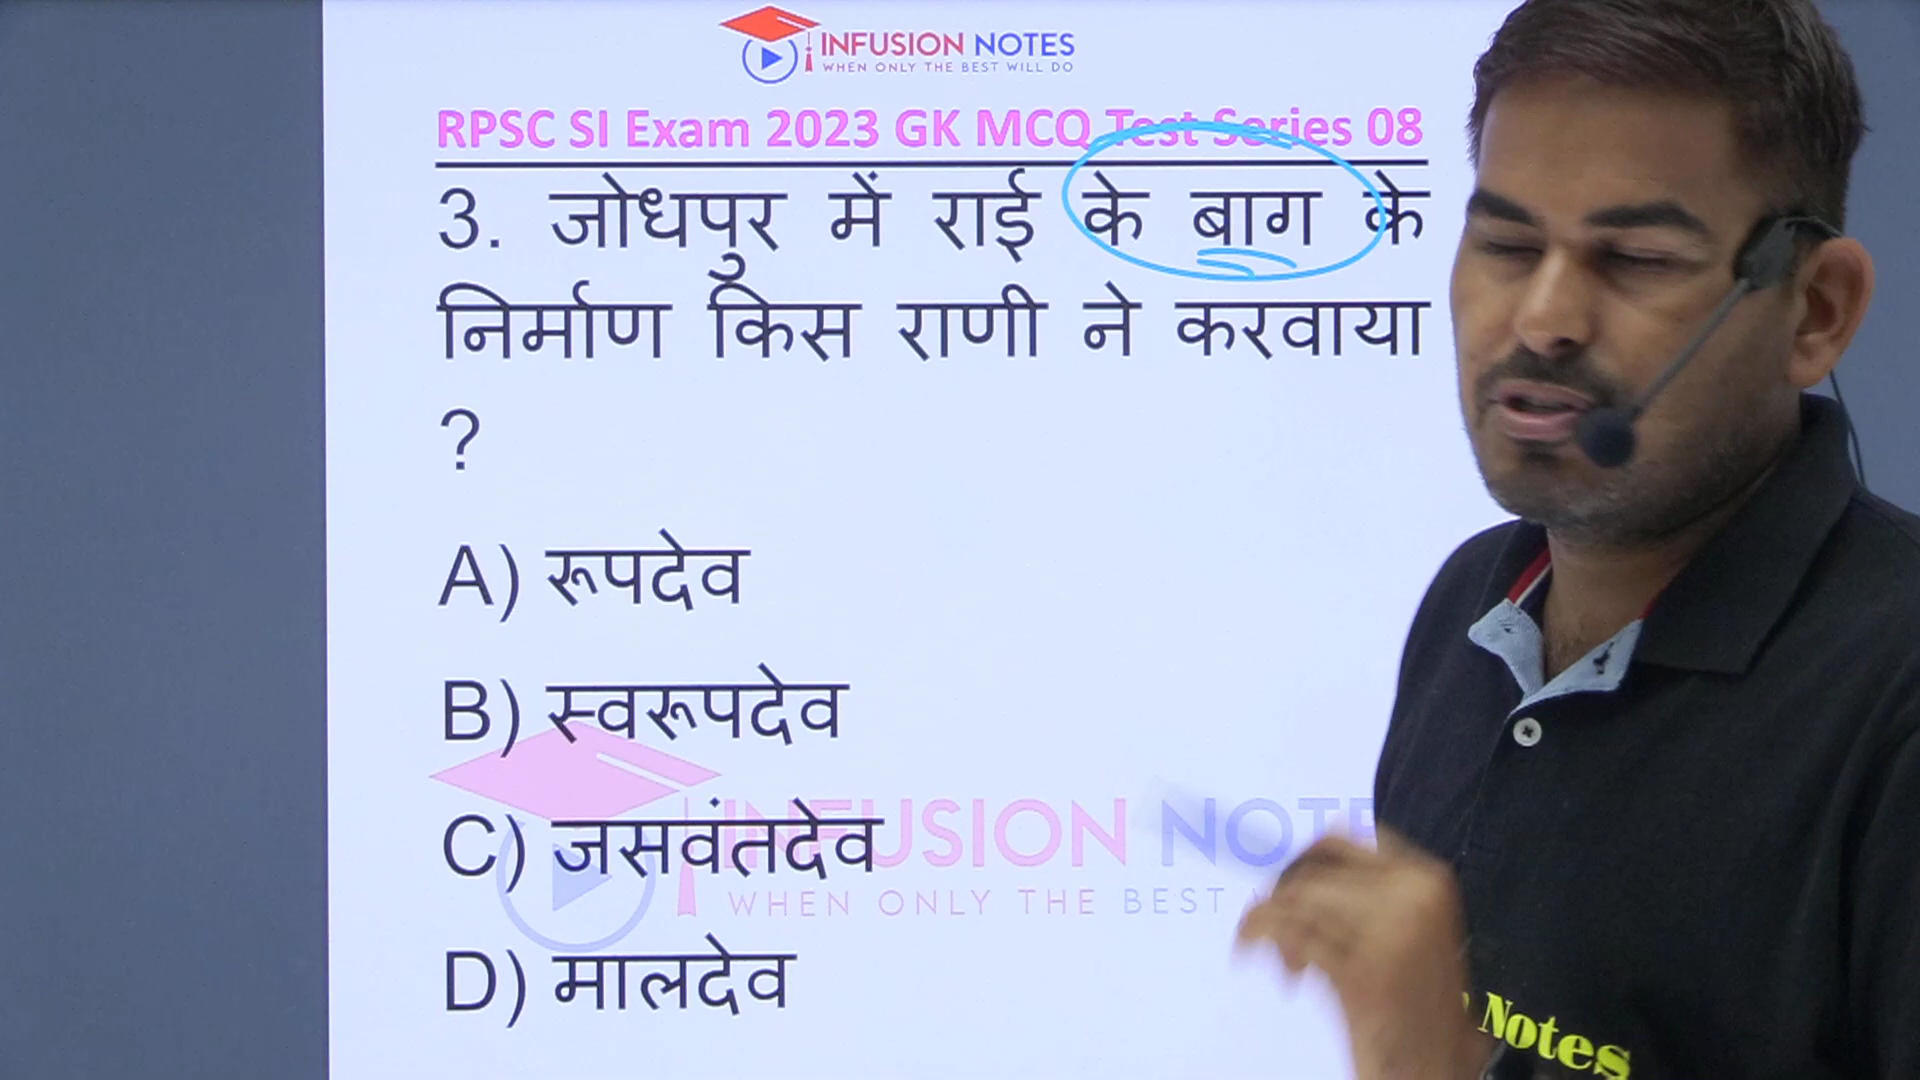 INFUSION NOTES
WHEN ONLY THE BEST WILL DO
RPSC SI Exam 2023 GK MCQ Test Series 08
3. जोधपुर में राई के बाग के
निर्माण किस राणी ने करवाया
?
A) रूपदेव
B) स्वरूपदेव
C) जसवंतदेव
D) मालदेव
INFUSION NOTE
WHEN ONLY THE BEST
Notes